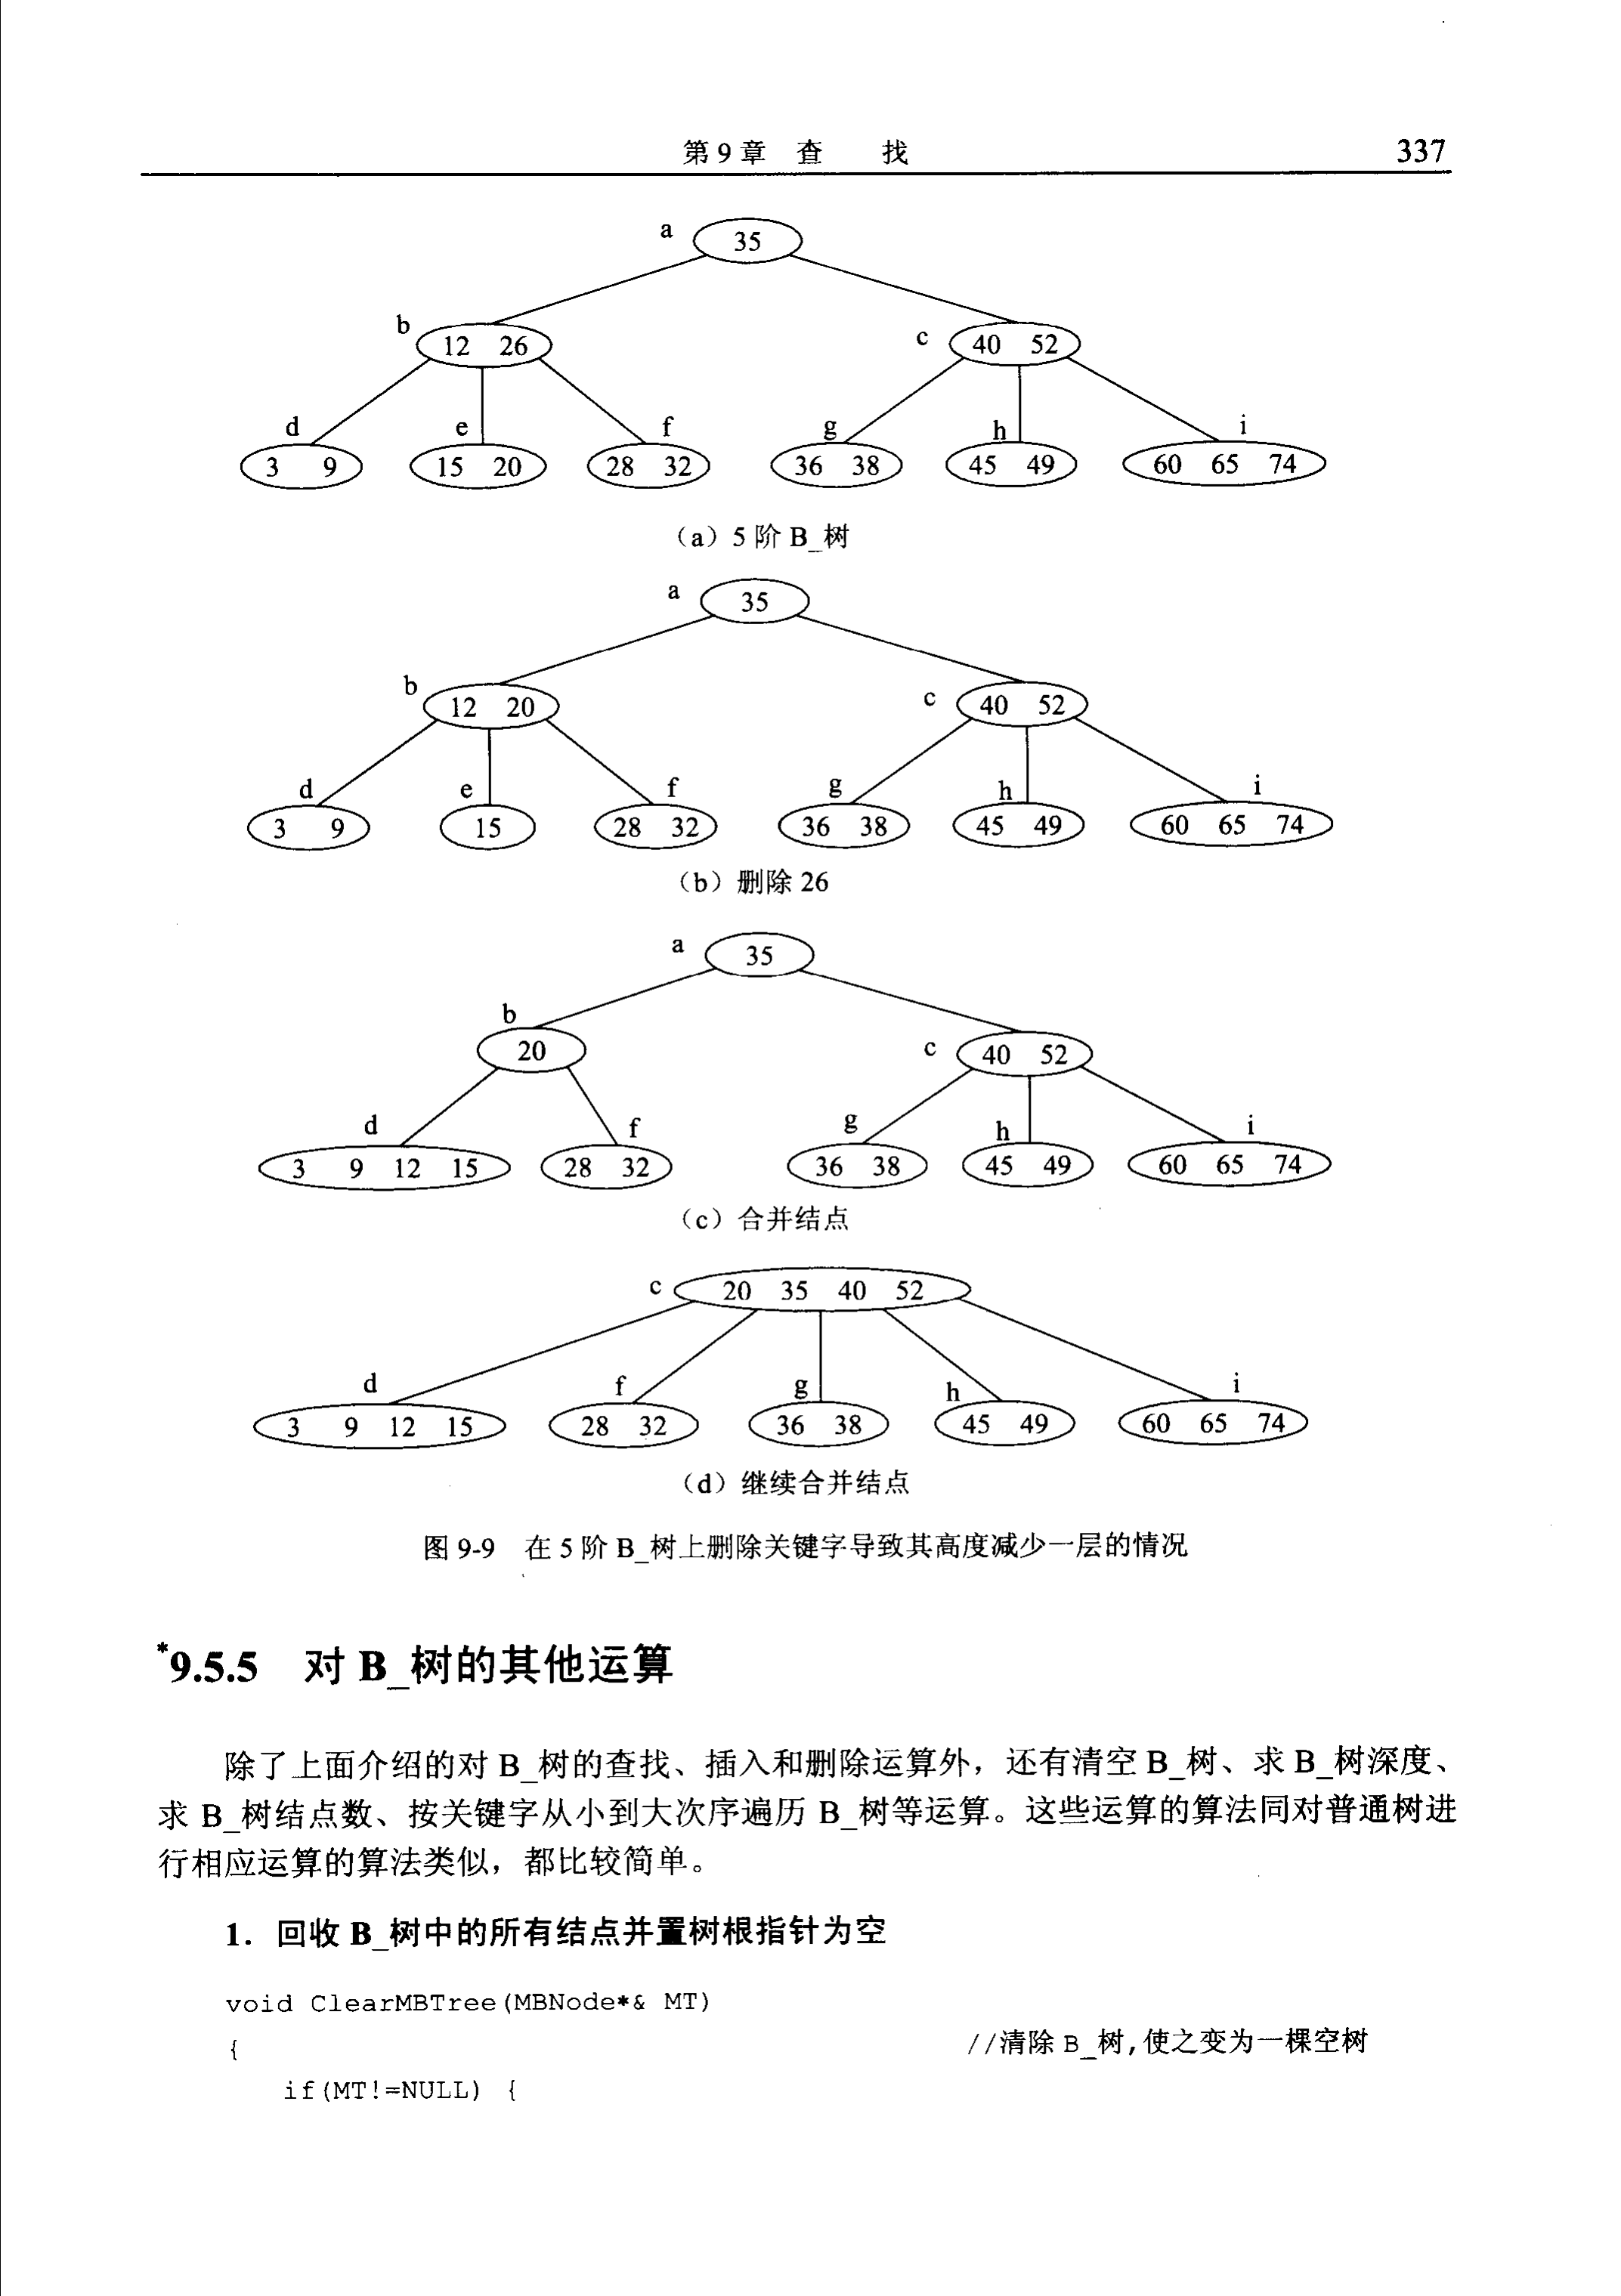 第9章 查 找 337
a 35
b 12 26 c 40 52
d e f g h i
3 9 15 20 28 32 36 38 45 49 60 65 74
（a）5 阶 B_树
a 35
b 12 20 c 40 52
d e f g h i
3 9 15 28 32 36 38 45 49 60 65 74
（b）删除 26
a 35
b 20 c 40 52
d f g h i
3 9 12 15 28 32 36 38 45 49 60 65 74
（c）合并结点
c 20 35 40 52
d f g h i
3 9 12 15 28 32 36 38 45 49 60 65 74
（d）继续合并结点
图 9-9 在 5 阶 B_树上删除关键字导致其高度减少一层的情况
*9.5.5 对 B_树的其他运算
除了上面介绍的对 B_树的查找、插入和删除运算外，还有清空 B_树、求 B_树深度、
求 B_树结点数、按关键字从小到大次序遍历 B_树等运算。这些运算的算法同对普通树进
行相应运算的算法类似，都比较简单。
1. 回收 B_树中的所有结点并置树根指针为空
void ClearMBTree(MBNode*& MT)
{ //清除 B_树,使之变为一棵空树
if(MT!=NULL) {